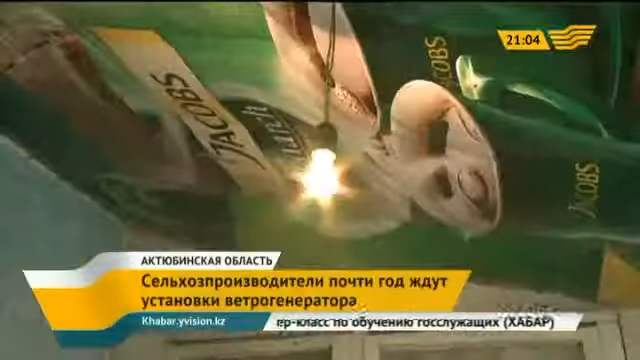 21:04
JACOBS
JACOBS
JACOBS
АКТЮБИНСКАЯ ОБЛАСТЬ
Сельхозпроизводители почти год ждут
установки ветрогенератора
Khabar.yvision.kz
ер-класс по обучению госслужащих (ХАБАР)